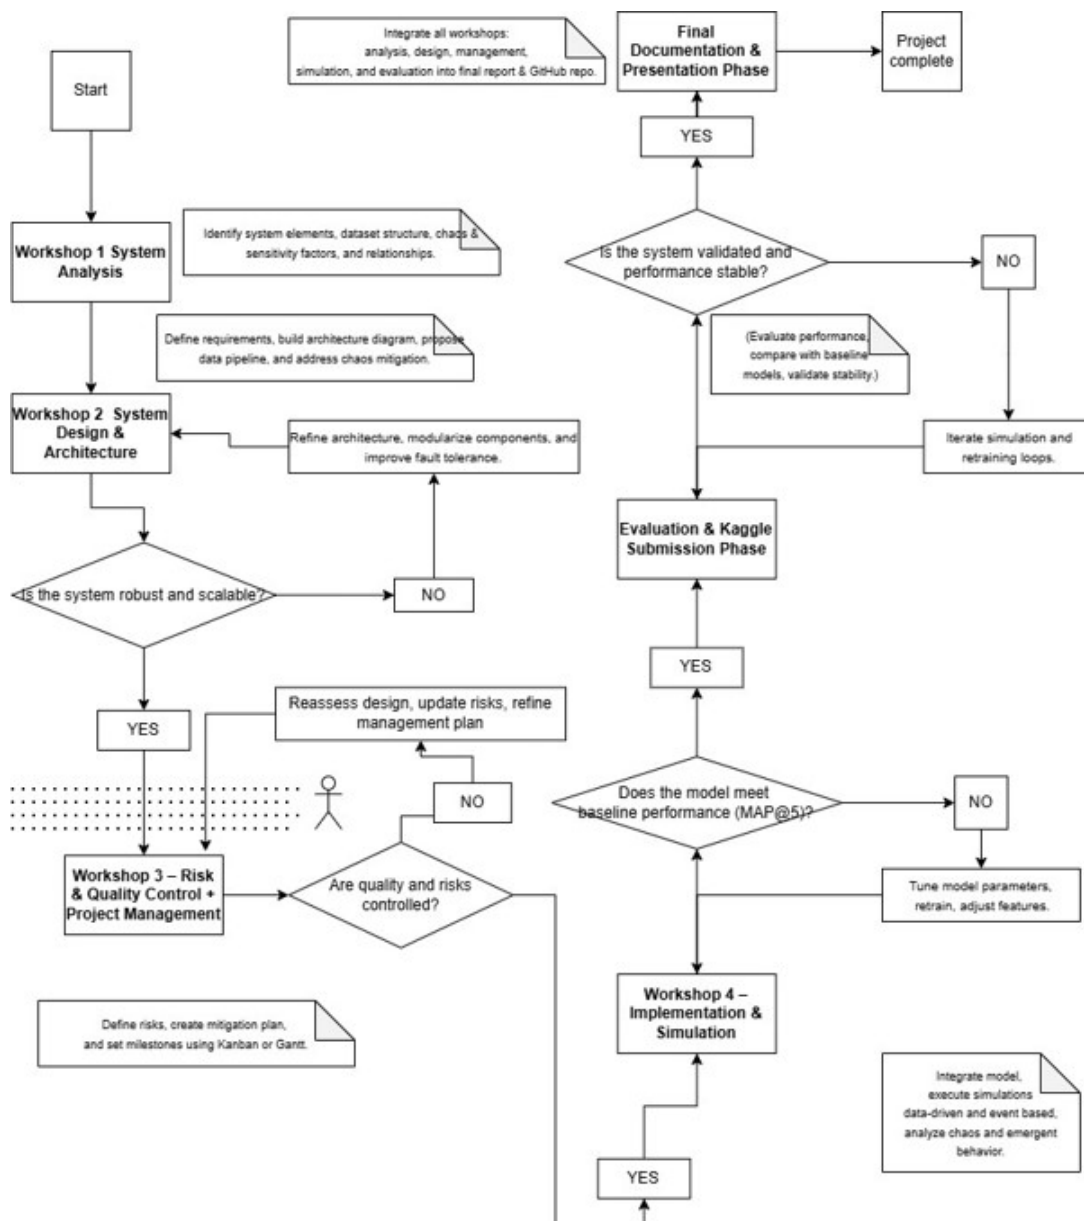 Start
Workshop 1 System
Analysis
Identify system elements, dataset structure, chaos &
sensitivity factors, and relationships.
Define requirements, build architecture diagram, propose
data pipeline, and address chaos mitigation.
Workshop 2 System
Design &
Architecture
Refine architecture, modularize components, and
improve fault tolerance.
Is the system robust and scalable?
NO
YES
Reassess design, update risks, refine
management plan
NO
Workshop 3 – Risk
& Quality Control +
Project Management
Are quality and risks
controlled?
Define risks, create mitigation plan,
and set milestones using Kanban or Gantt.
YES
Workshop 4 –
Implementation &
Simulation
Integrate model,
execute simulations
data-driven and event based,
analyze chaos and emergent
behavior.
Does the model meet
baseline performance (MAP@5)?
NO
Tune model parameters,
retrain, adjust features.
YES
Evaluation & Kaggle
Submission Phase
(Evaluate performance,
compare with baseline
models, validate stability.)
Is the system validated and
performance stable?
NO
Iterate simulation and
retraining loops.
YES
Final
Documentation &
Presentation Phase
Integrate all workshops:
analysis, design, management,
simulation, and evaluation into final report & GitHub repo.
Project
complete